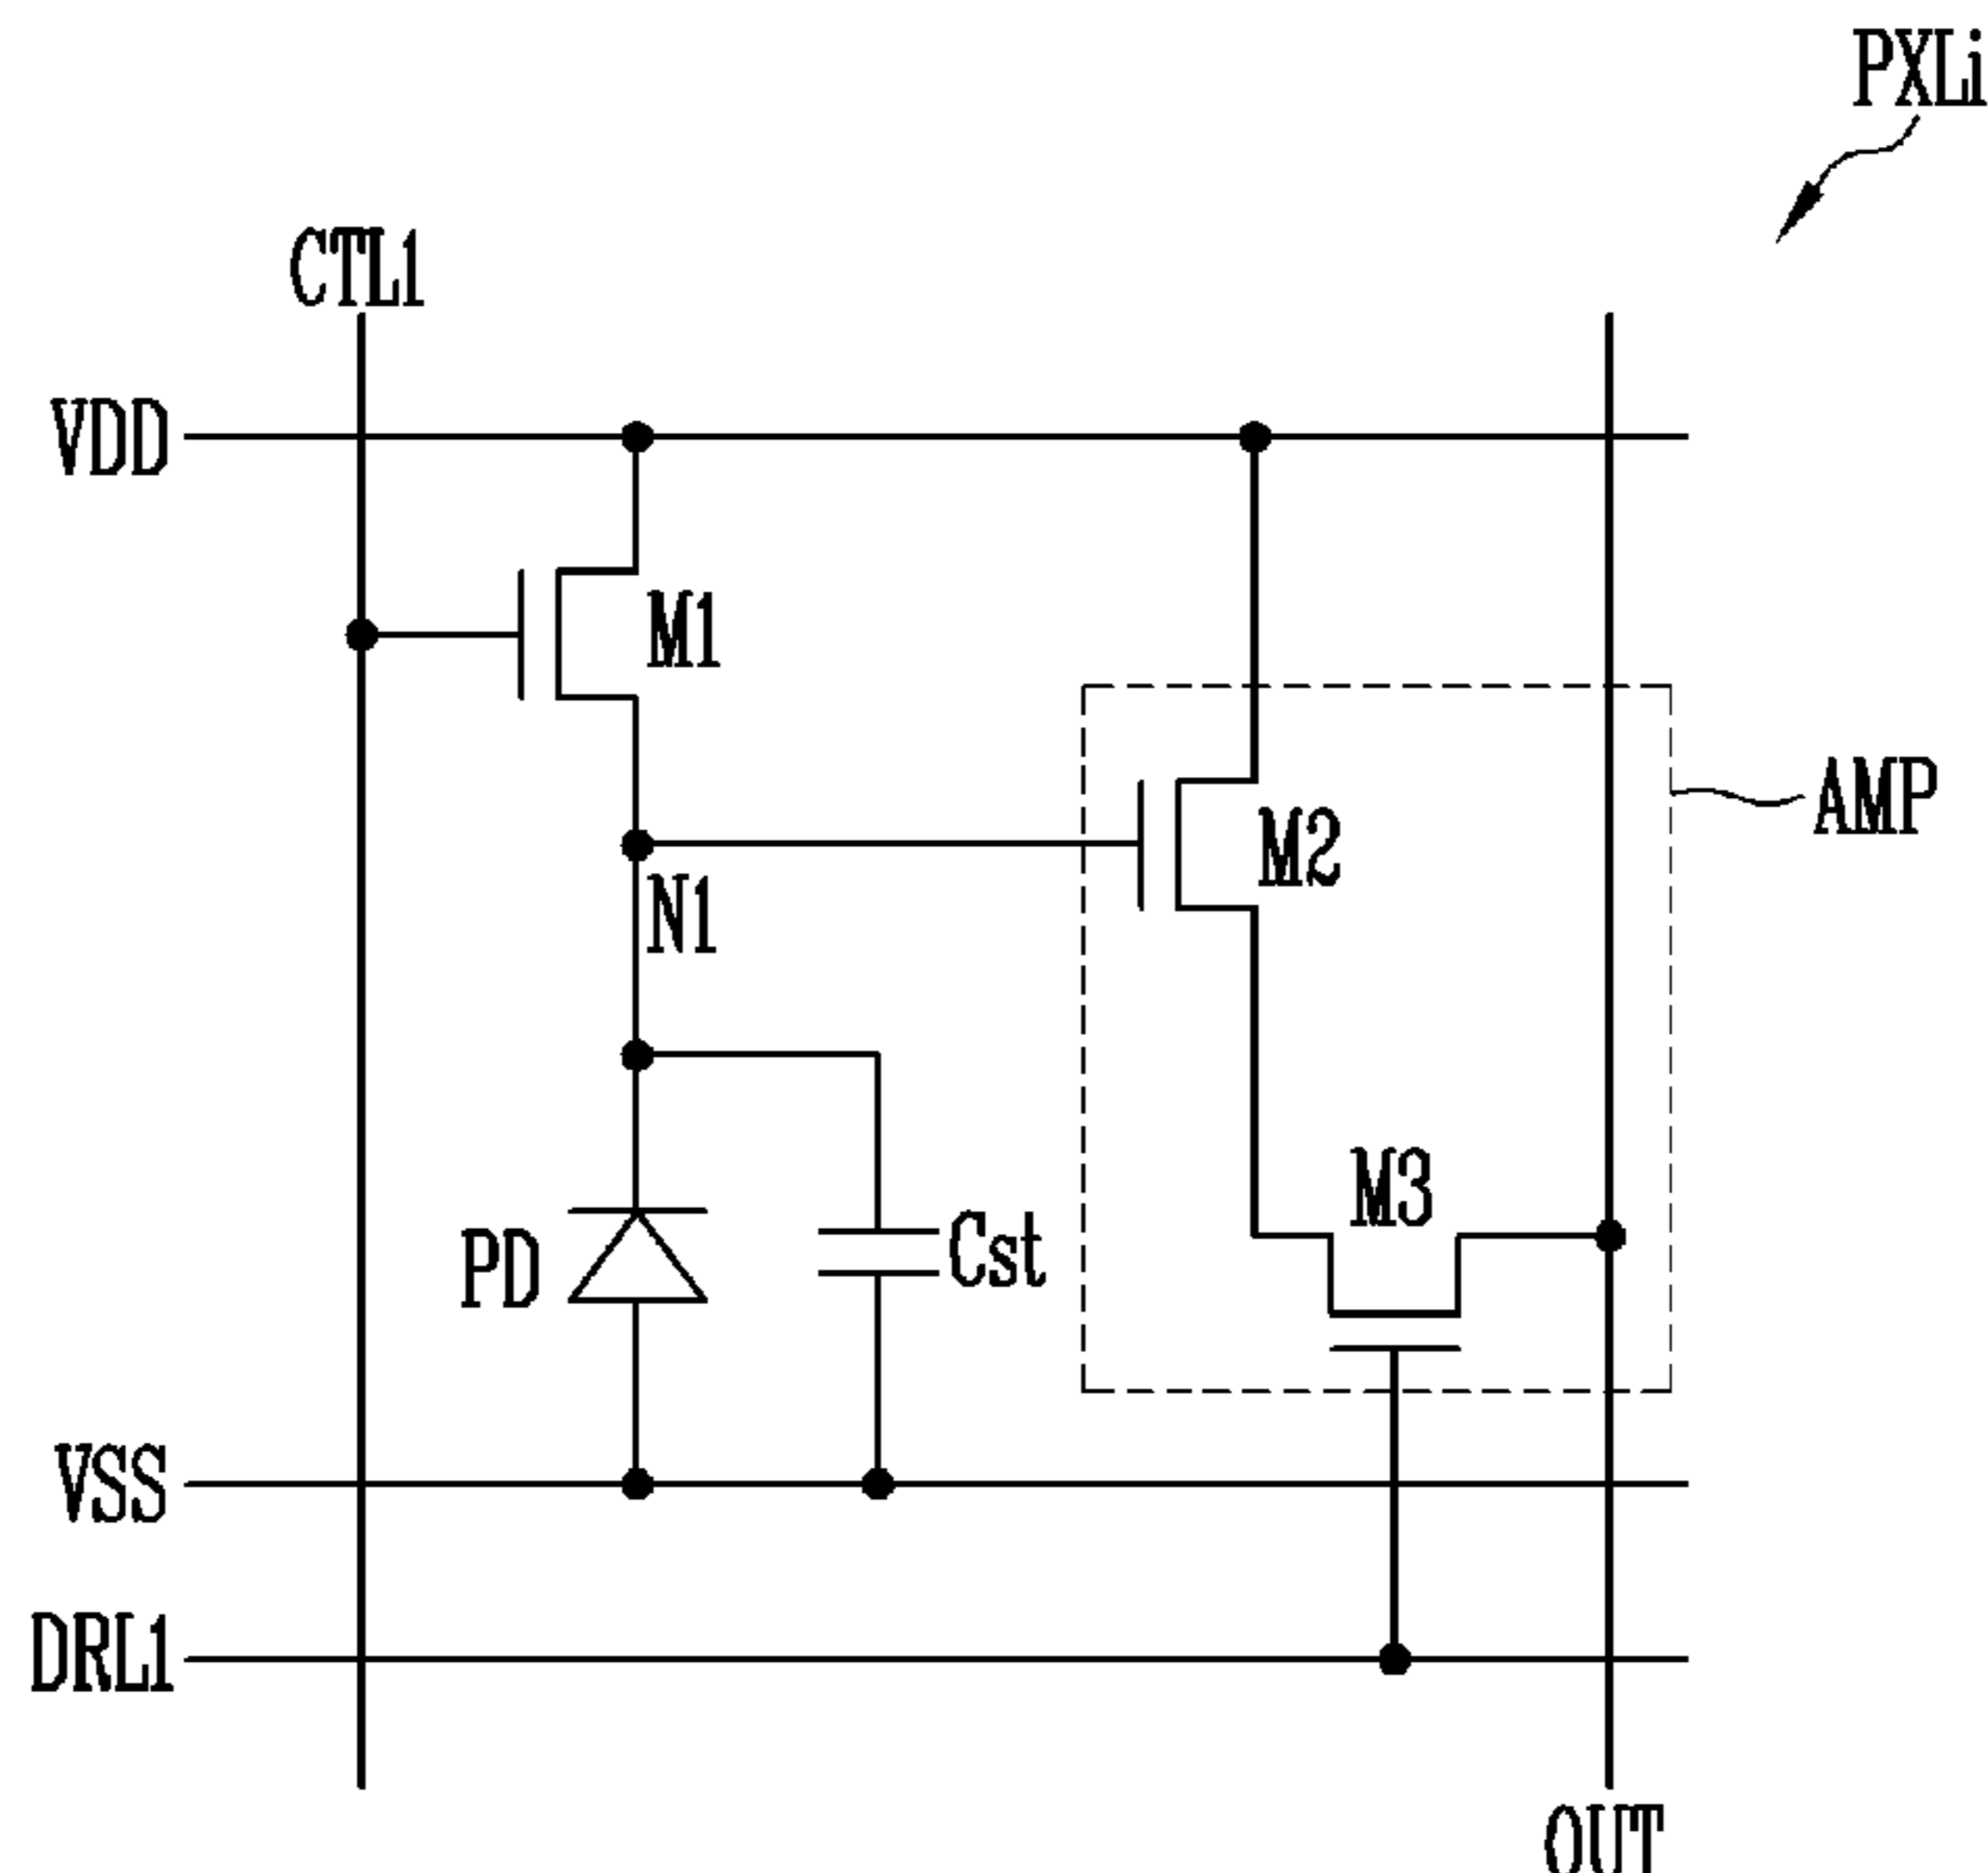 PXLi
CTL1
VDD
M1
AMP
M2
N1
M3
PD
Cst
VSS
DRL1
OUT